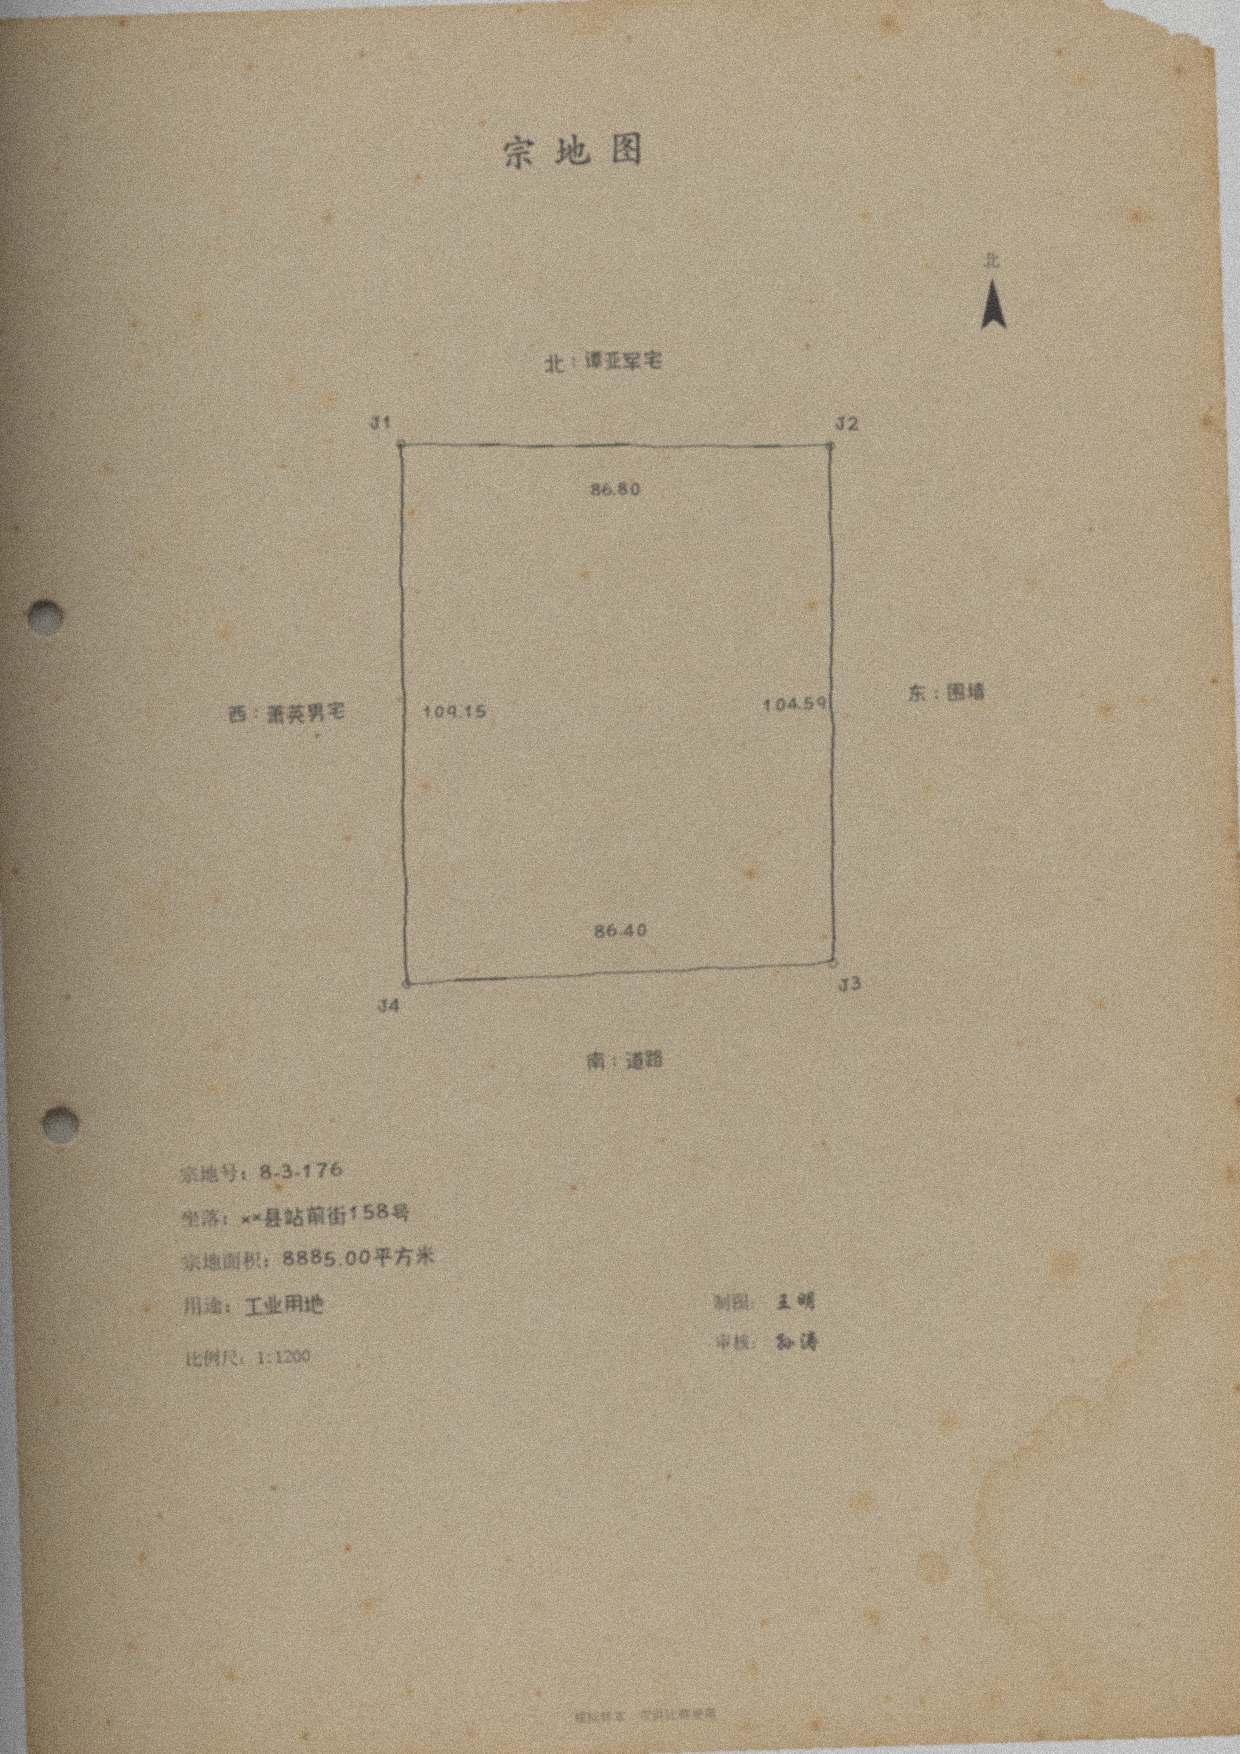 宗地图
北
北：谭亚军宅
J1
J2
86.80
西：萧英男宅
109.15
104.59
东：围墙
86.40
J4
J3
南：道路
宗地号：8-3-176
坐落：××县站前街158号
宗地面积：8885.00平方米
用途：工业用地
制图：王明
审核：孙涛
比例尺：1:1200